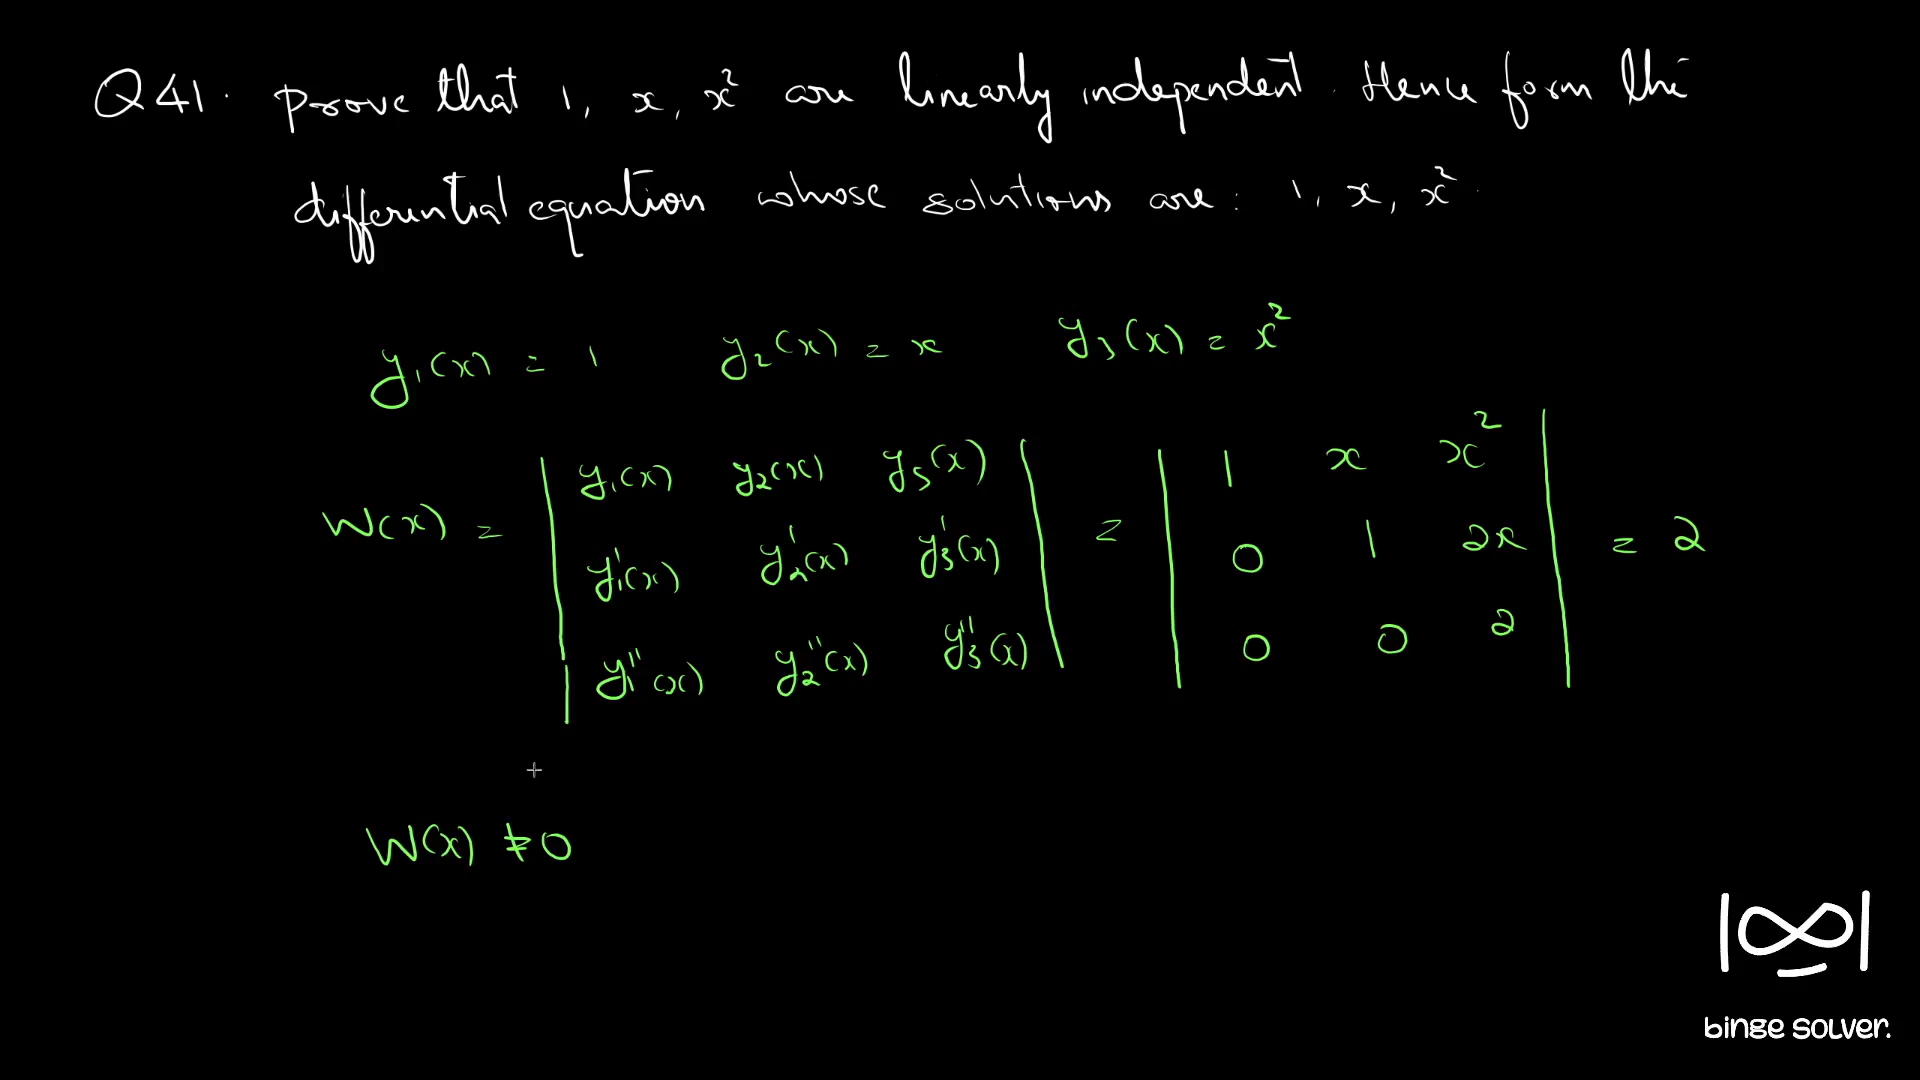 Q41. Prove that 1, x, x² are linearly independent. Hence form the
differential equation whose solutions are: 1, x, x².
y₁(x) = 1 y₂(x) = x y₃(x) = x²
W(x) = | y₁(x) y₂(x) y₃(x) | = | 1 x x² | = 2
| y₁'(x) y₂'(x) y₃'(x) | | 0 1 2x |
| y₁''(x) y₂''(x) y₃''(x) | | 0 0 2 |
W(x) ≠ 0
binge solver.